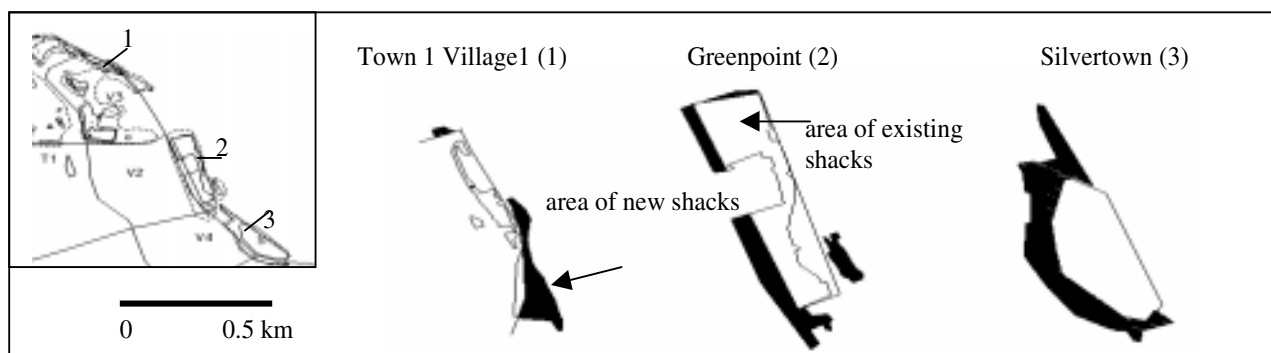 1
Town 1 Village1 (1)
Greenpoint (2)
Silvertown (3)
V3
area of existing
shacks
T1
2
V2
area of new shacks
3
V4
0
0.5 km